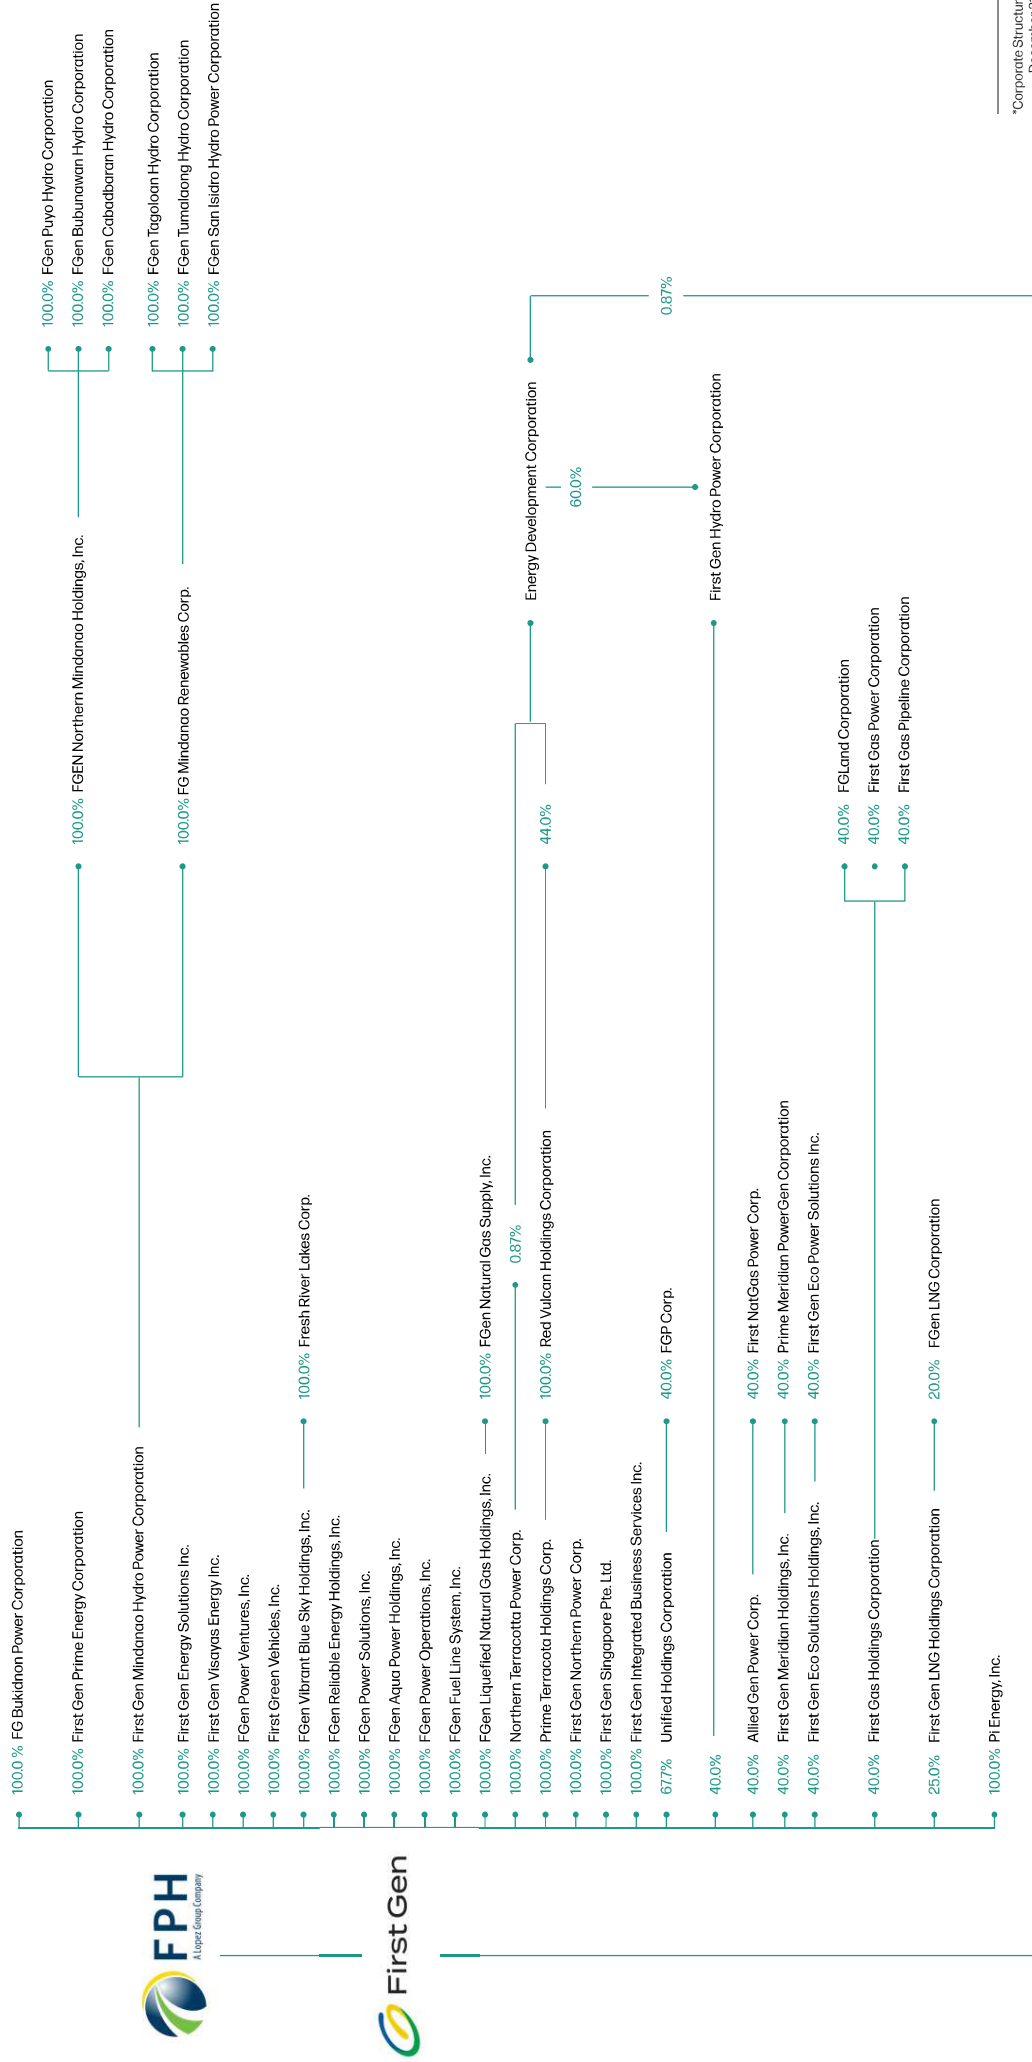 FPH
A Lopez Group Company
First Gen
100.0 % FG Bukidnon Power Corporation
100.0% First Gen Prime Energy Corporation
100.0% First Gen Mindanao Hydro Power Corporation
100.0% FGEN Northern Mindanao Holdings, Inc.
100.0% FGen Puyo Hydro Corporation
100.0% FGen Bubunawan Hydro Corporation
100.0% FGen Cabadbaran Hydro Corporation
100.0% FG Mindanao Renewables Corp.
100.0% FGen Tagoloan Hydro Corporation
100.0% FGen Tumalaong Hydro Corporation
100.0% FGen San Isidro Hydro Power Corporation
100.0% First Gen Energy Solutions Inc.
100.0% First Gen Visayas Energy Inc.
100.0% FGen Power Ventures, Inc.
100.0% First Green Vehicles, Inc.
100.0% FGen Vibrant Blue Sky Holdings, Inc.
100.0% Fresh River Lakes Corp.
100.0% FGen Reliable Energy Holdings, Inc.
100.0% FGen Power Solutions, Inc.
100.0% FGen Aqua Power Holdings, Inc.
100.0% FGen Power Operations, Inc.
100.0% FGen Fuel Line System, Inc.
100.0% FGen Liquefied Natural Gas Holdings, Inc.
100.0% FGen Natural Gas Supply, Inc.
100.0% Northern Terracotta Power Corp.
0.87%
100.0% Prime Terracota Holdings Corp.
100.0% Red Vulcan Holdings Corporation
44.0%
Energy Development Corporation
60.0%
0.87%
100.0% First Gen Northern Power Corp.
100.0% First Gen Singapore Pte. Ltd.
100.0% First Gen Integrated Business Services Inc.
67.7% Unified Holdings Corporation
40.0% FGP Corp.
40.0%
First Gen Hydro Power Corporation
40.0% Allied Gen Power Corp.
40.0% First NatGas Power Corp.
40.0% First Gen Meridian Holdings, Inc.
40.0% Prime Meridian PowerGen Corporation
40.0% First Gen Eco Solutions Holdings, Inc.
40.0% First Gen Eco Power Solutions Inc.
40.0% First Gas Holdings Corporation
40.0% FGLand Corporation
40.0% First Gas Power Corporation
40.0% First Gas Pipeline Corporation
25.0% First Gen LNG Holdings Corporation
20.0% FGen LNG Corporation
100.0% PI Energy, Inc.
*Corporate